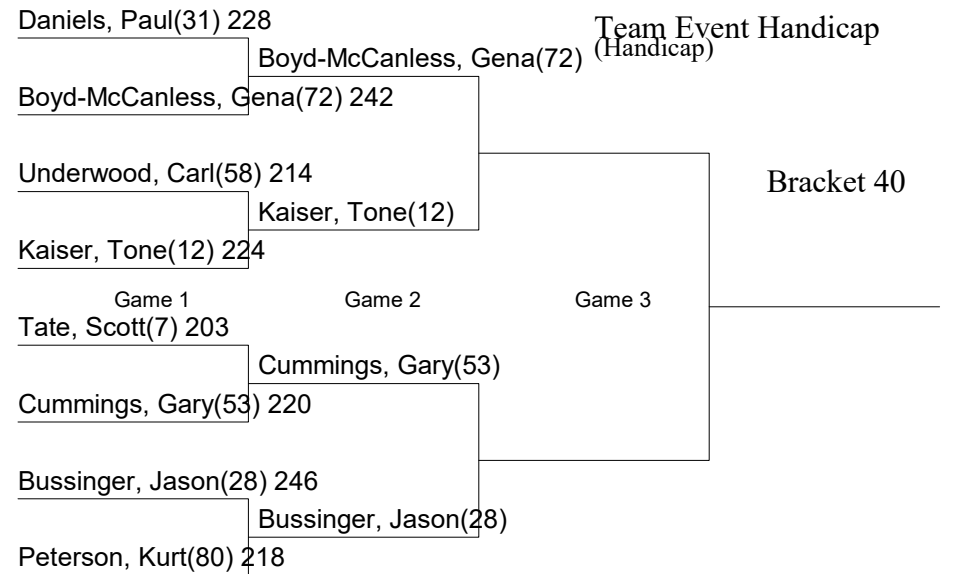 Daniels, Paul(31) 228
Team Event Handicap
(Handicap)
Boyd-McCanless, Gena(72)
Boyd-McCanless, Gena(72) 242
Underwood, Carl(58) 214
Bracket 40
Kaiser, Tone(12)
Kaiser, Tone(12) 224
Game 1 Game 2 Game 3
Tate, Scott(7) 203
Cummings, Gary(53)
Cummings, Gary(53) 220
Bussinger, Jason(28) 246
Bussinger, Jason(28)
Peterson, Kurt(80) 218